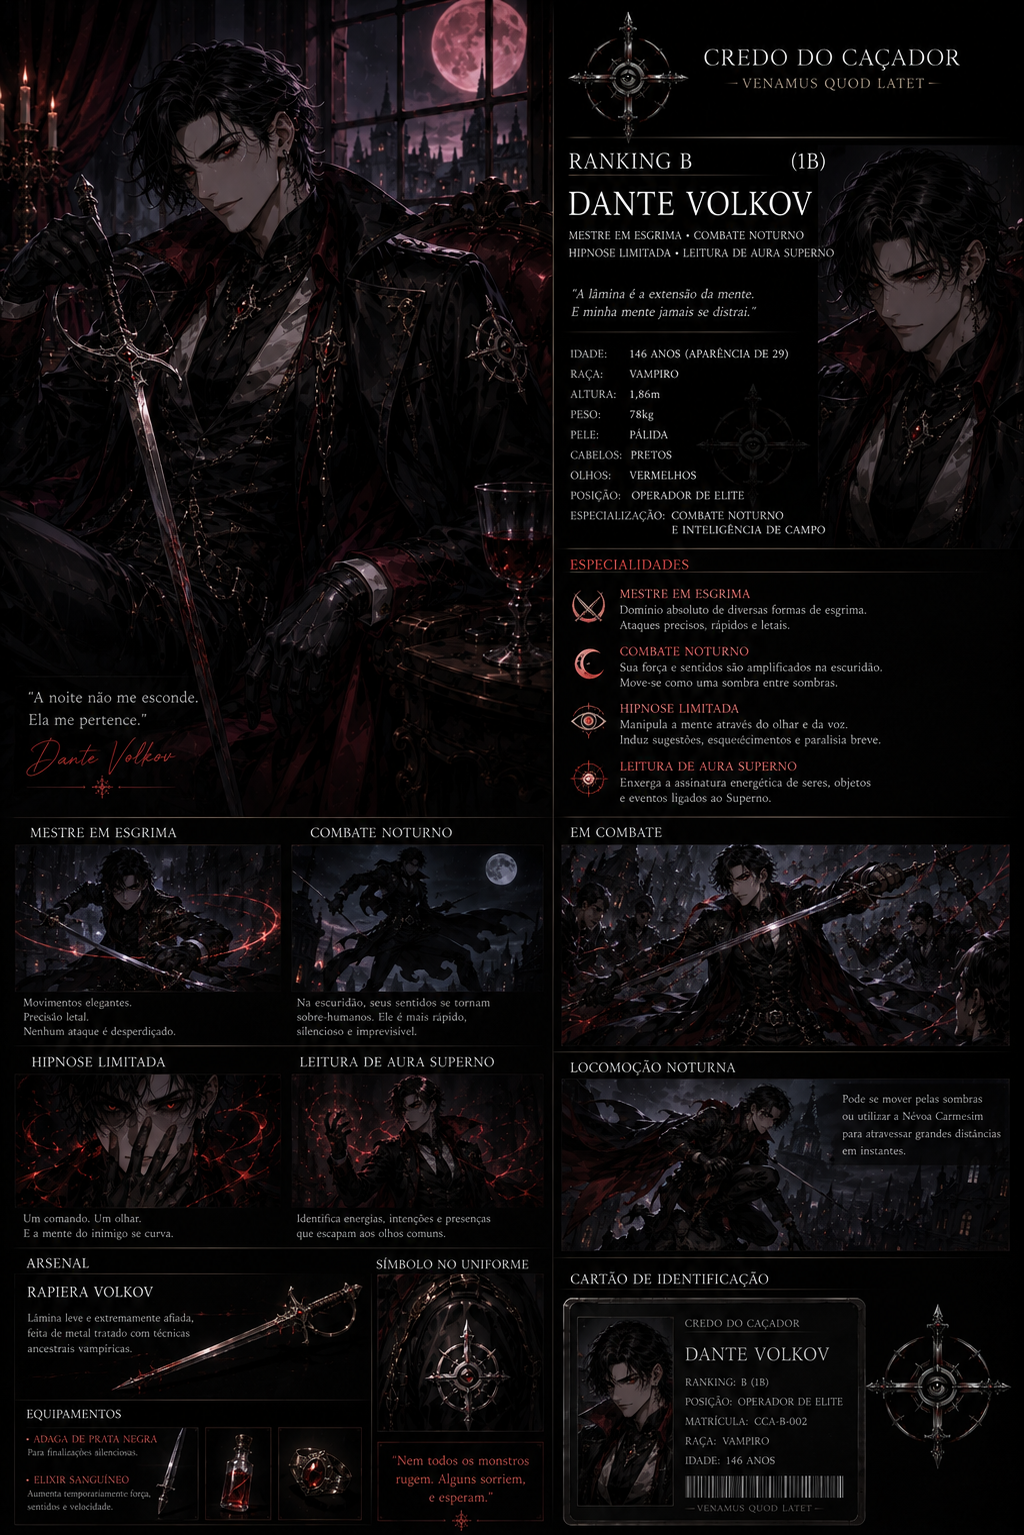 CREDO DO CAÇADOR
VENAMUS QUOD LATET
RANKING B (1B)
DANTE VOLKOV
MESTRE EM ESGRIMA • COMBATE NOTURNO
HIPNOSE LIMITADA • LEITURA DE AURA SUPERNO
"A lâmina é a extensão da mente.
E minha mente jamais se distrai."
IDADE: 146 ANOS (APARÊNCIA DE 29)
RAÇA: VAMPIRO
ALTURA: 1,86m
PESO: 78kg
PELE: PÁLIDA
CABELOS: PRETOS
OLHOS: VERMELHOS
POSIÇÃO: OPERADOR DE ELITE
ESPECIALIZAÇÃO: COMBATE NOTURNO
E INTELIGÊNCIA DE CAMPO
ESPECIALIDADES
MESTRE EM ESGRIMA
Domínio absoluto de diversas formas de esgrima.
Ataques precisos, rápidos e letais.
COMBATE NOTURNO
Sua força e sentidos são amplificados na escuridão.
Move-se como uma sombra entre sombras.
HIPNOSE LIMITADA
Manipula a mente através do olhar e da voz.
Induz sugestões, esquecimentos e paralisia breve.
LEITURA DE AURA SUPERNO
Enxerga a assinatura energética de seres, objetos
e eventos ligados ao Superno.
"A noite não me esconde.
Ela me pertence."
Dante Volkov
MESTRE EM ESGRIMA
Movimentos elegantes.
Precisão letal.
Nenhum ataque é desperdiçado.
COMBATE NOTURNO
Na escuridão, seus sentidos se tornam
sobre-humanos. Ele é mais rápido,
silencioso e imprevisível.
EM COMBATE
HIPNOSE LIMITADA
Um comando. Um olhar.
E a mente do inimigo se curva.
LEITURA DE AURA SUPERNO
Identifica energias, intenções e presenças
que escapam aos olhos comuns.
LOCOMOÇÃO NOTURNA
Pode se mover pelas sombras
ou utilizar a Névoa Carmesim
para atravessar grandes distâncias
em instantes.
ARSENAL
RAPIERA VOLKOV
Lâmina leve e extremamente afiada,
feita de metal tratado com técnicas
ancestrais vampíricas.
SÍMBOLO NO UNIFORME
EQUIPAMENTOS
• ADAGA DE PRATA NEGRA
Para finalizações silenciosas.
• ELIXIR SANGUÍNEO
Aumenta temporariamente força,
sentidos e velocidade.
"Nem todos os monstros
rugem. Alguns sorriem,
e esperam."
CARTÃO DE IDENTIFICAÇÃO
CREDO DO CAÇADOR
DANTE VOLKOV
RANKING: B (1B)
POSIÇÃO: OPERADOR DE ELITE
MATRÍCULA: CCA-B-002
RAÇA: VAMPIRO
IDADE: 146 ANOS
VENAMUS QUOD LATET